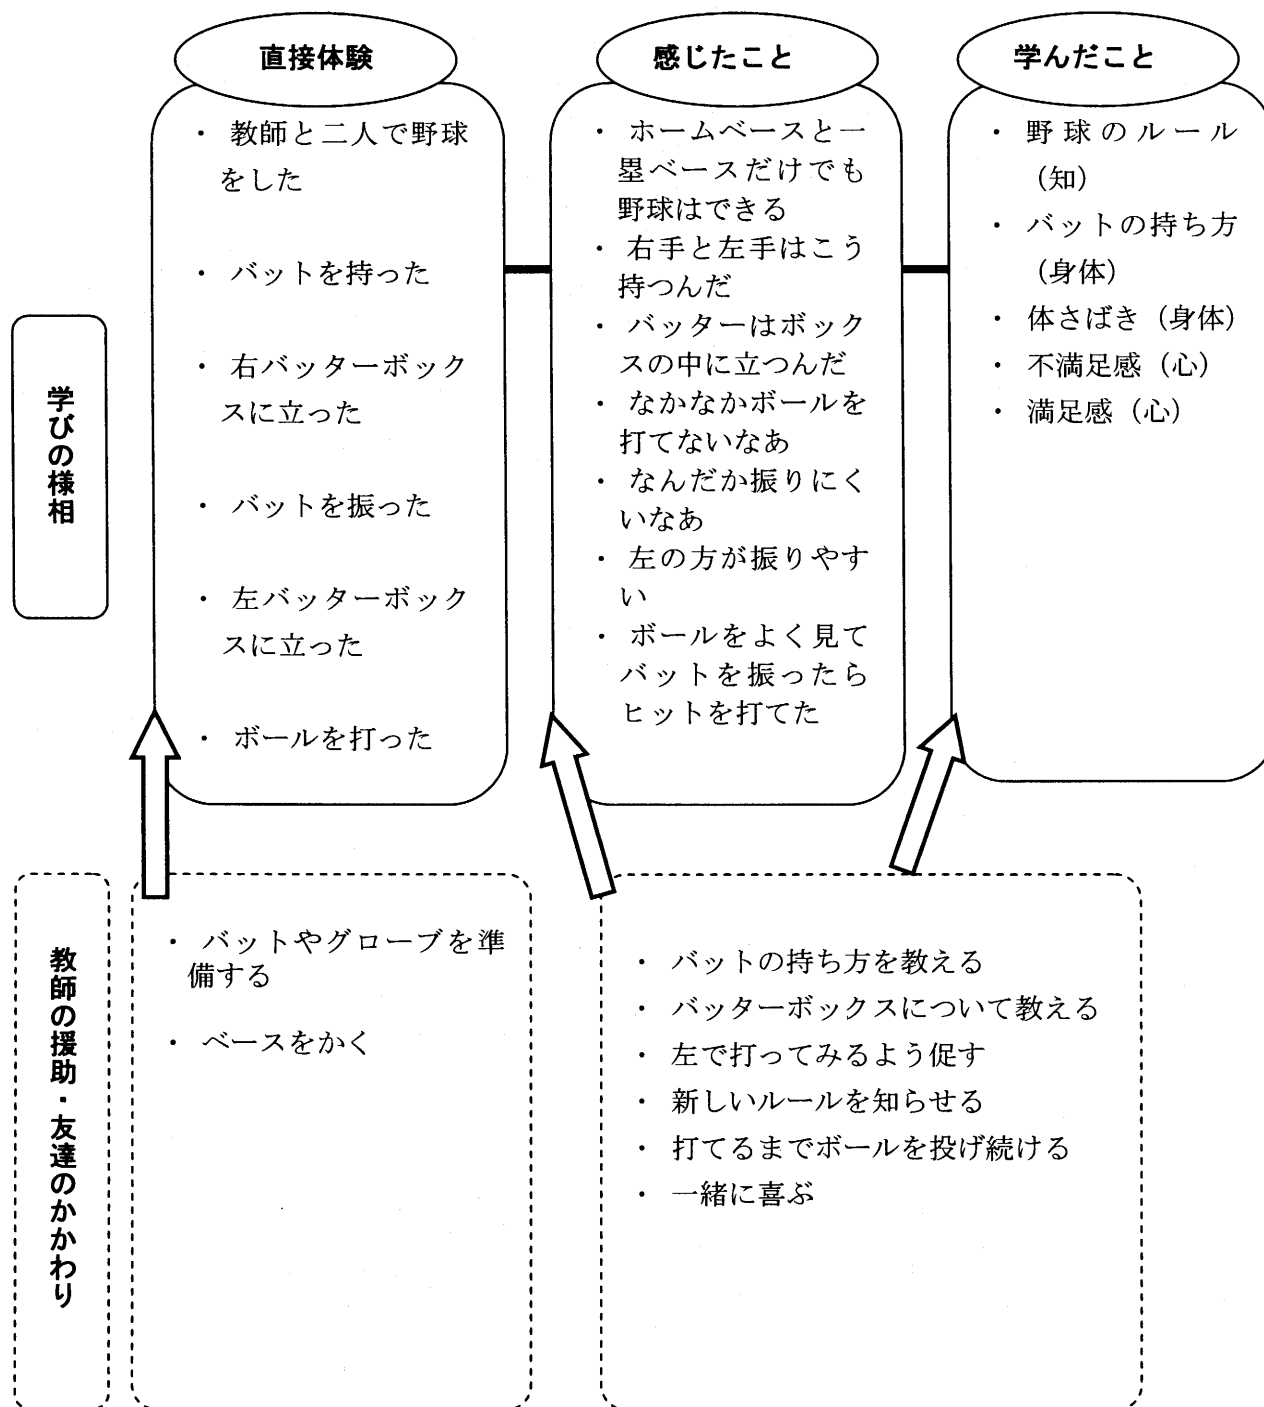 直接体験
・ 教師と二人で野球
をした
・ バットを持った
・ 右バッターボック
スに立った
・ バットを振った
・ 左バッターボック
スに立った
・ ボールを打った
感じたこと
・ ホームベースと一
塁ベースだけでも
野球はできる
・ 右手と左手はこう
持つんだ
・ バッターはボック
スの中に立つんだ
・ なかなかボールを
打てないなあ
・ なんだか振りにく
いなあ
・ 左の方が振りやす
い
・ ボールをよく見て
バットを振ったら
ヒットを打てた
学んだこと
・ 野球のルール
（知）
・ バットの持ち方
（身体）
・ 体さばき（身体）
・ 不満足感（心）
・ 満足感（心）
学びの様相
教師の援助・友達のかかわり
・ バットやグローブを準
備する
・ ベースをかく
・ バットの持ち方を教える
・ バッターボックスについて教える
・ 左で打ってみるよう促す
・ 新しいルールを知らせる
・ 打てるまでボールを投げ続ける
・ 一緒に喜ぶ